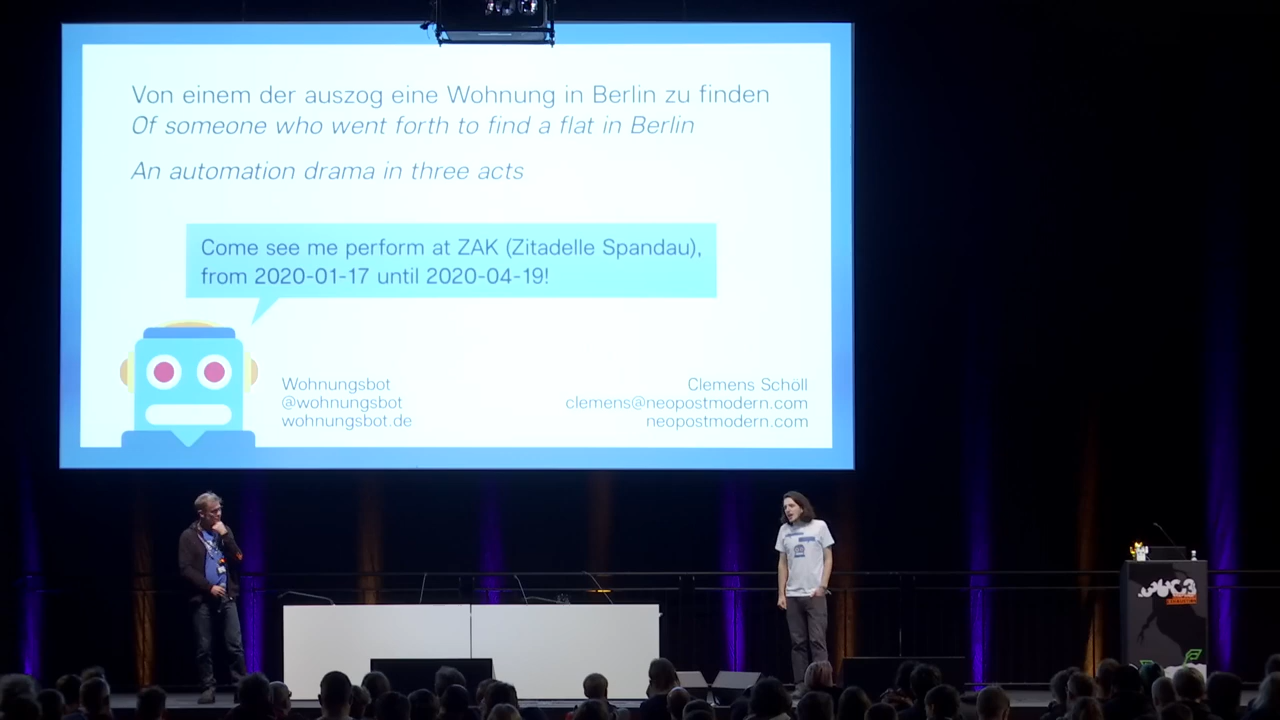 Von einem der auszog eine Wohnung in Berlin zu finden
Of someone who went forth to find a flat in Berlin
An automation drama in three acts
Come see me perform at ZAK (Zitadelle Spandau),
from 2020-01-17 until 2020-04-19!
Wohnungsbot
@wohnungsbot
wohnungsbot.de
Clemens Schöll
clemens@neopostmodern.com
neopostmodern.com